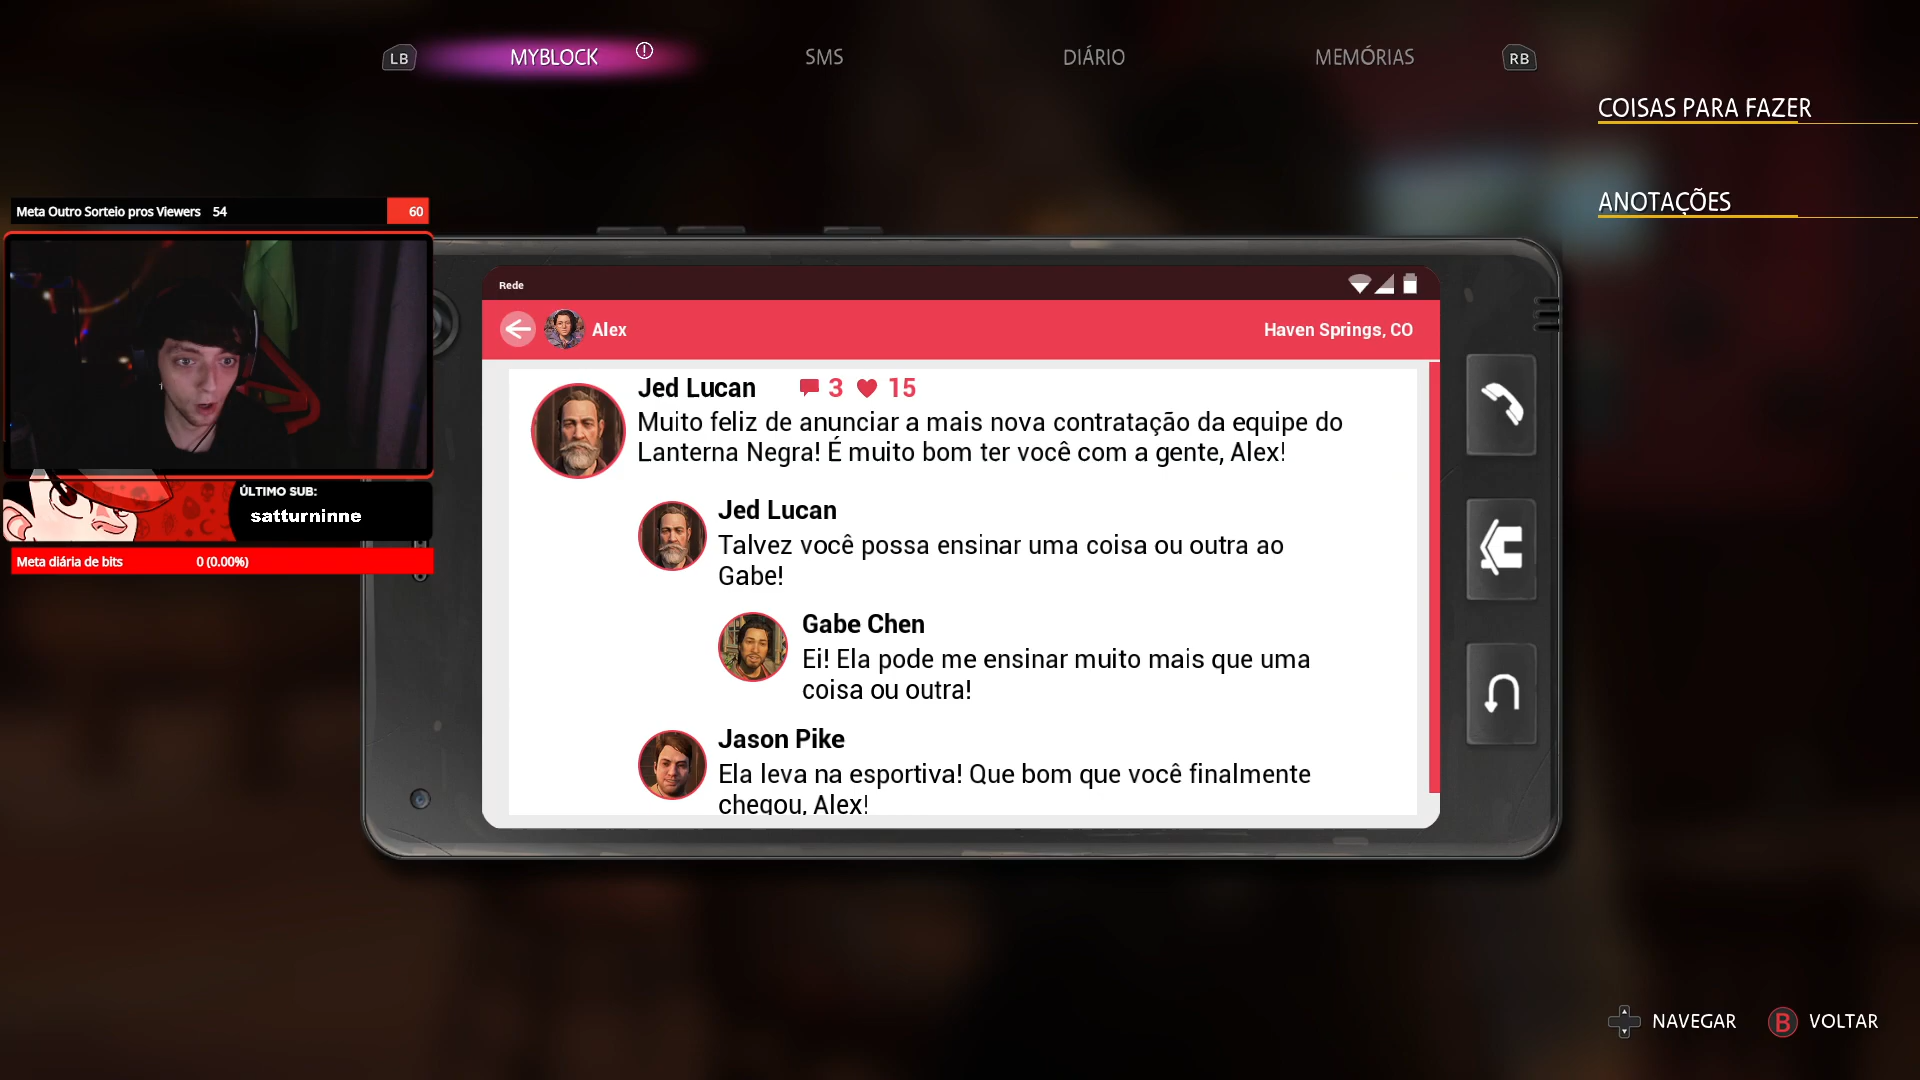 LB
MYBLOCK
SMS
DIÁRIO
MEMÓRIAS
RB
COISAS PARA FAZER
ANOTAÇÕES
Meta Outro Sorteio pros Viewers 54 60
ÚLTIMO SUB:
satturninne
Meta diária de bits 0 (0.00%)
Rede
Alex
Haven Springs, CO
Jed Lucan 3 15
Muito feliz de anunciar a mais nova contratação da equipe do
Lanterna Negra! É muito bom ter você com a gente, Alex!
Jed Lucan
Talvez você possa ensinar uma coisa ou outra ao
Gabe!
Gabe Chen
Ei! Ela pode me ensinar muito mais que uma
coisa ou outra!
Jason Pike
Ela leva na esportiva! Que bom que você finalmente
chegou, Alex!
NAVEGAR
B VOLTAR